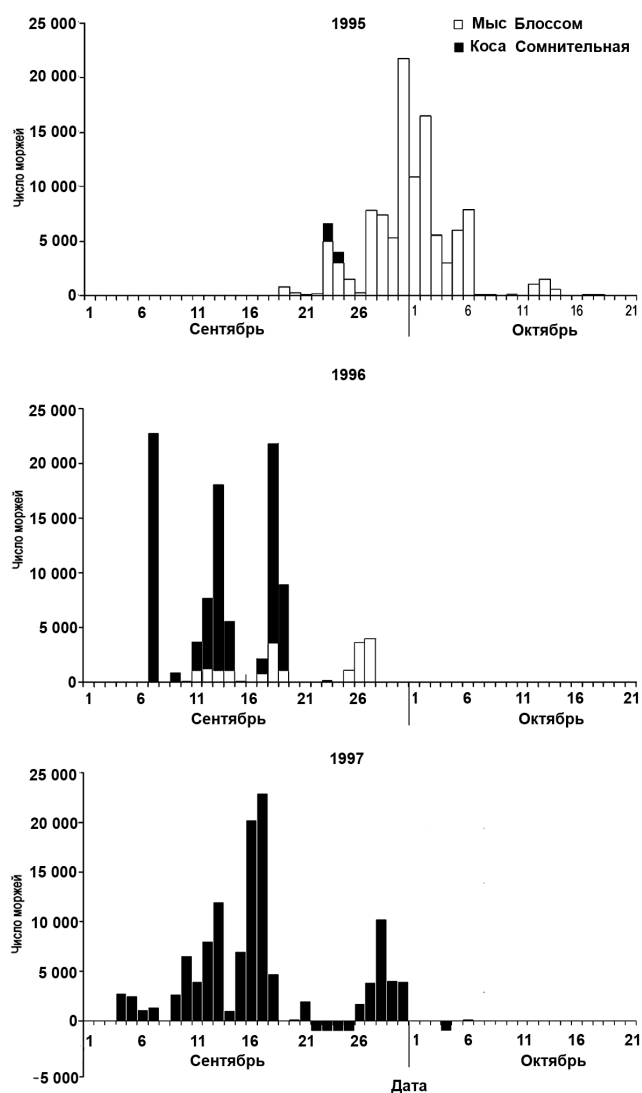 25 000
1995
Мыс Блоссом
Коса Сомнительная
20 000
15 000
10 000
5 000
0
Число моржей
1 6 11 16 21 26 1 6 11 16 21
Сентябрь Октябрь
1996
25 000
20 000
15 000
10 000
5 000
0
Число моржей
1 6 11 16 21 26 1 6 11 16 21
Сентябрь Октябрь
1997
25 000
20 000
15 000
10 000
5 000
0
-5 000
Число моржей
1 6 11 16 21 26 1 6 11 16 21
Сентябрь Октябрь
Дата